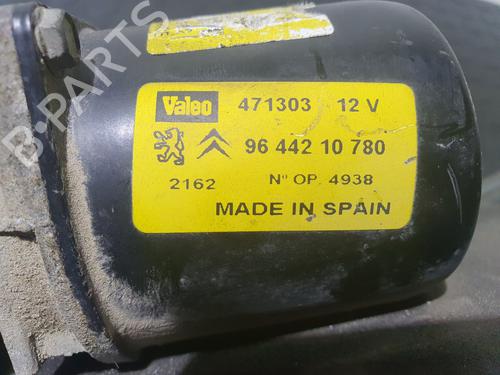 Valeo 471303 12 V
96 442 10 780
2162 N° OP. 4938
MADE IN SPAIN
B-PARTS